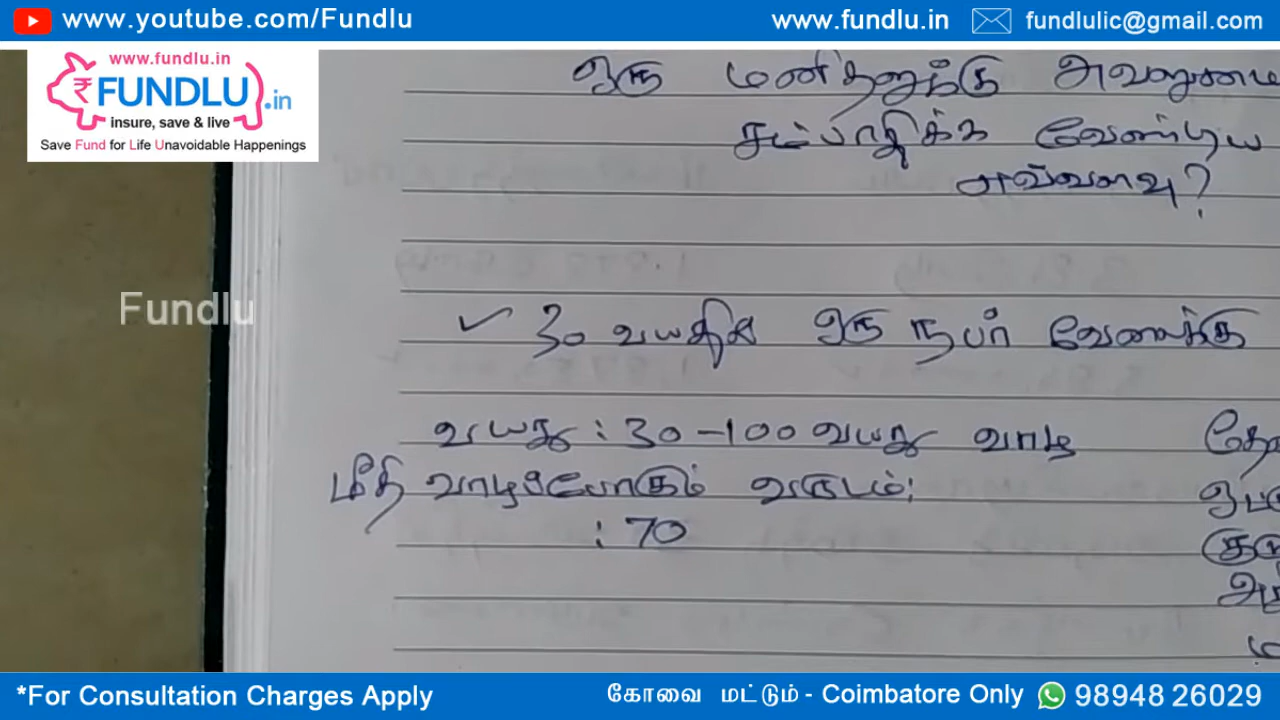 www.youtube.com/Fundlu
www.fundlu.in
fundlulic@gmail.com
www.fundlu.in
₹FUNDLU.in
insure, save & live
Save Fund for Life Unavoidable Happenings
ஒரு மனிதனுக்கு
சம்பாதிக்க வேண்டிய
அவ்வளவு?
Fundlu
✓ 30 வயதில் ஒரு நபர் வேலைக்கு
வயது : 30 - 100 வயது வாழ
மீதி வாழப்போகும் வருடம்:
: 70
*For Consultation Charges Apply
கோவை மட்டும் - Coimbatore Only 98948 26029